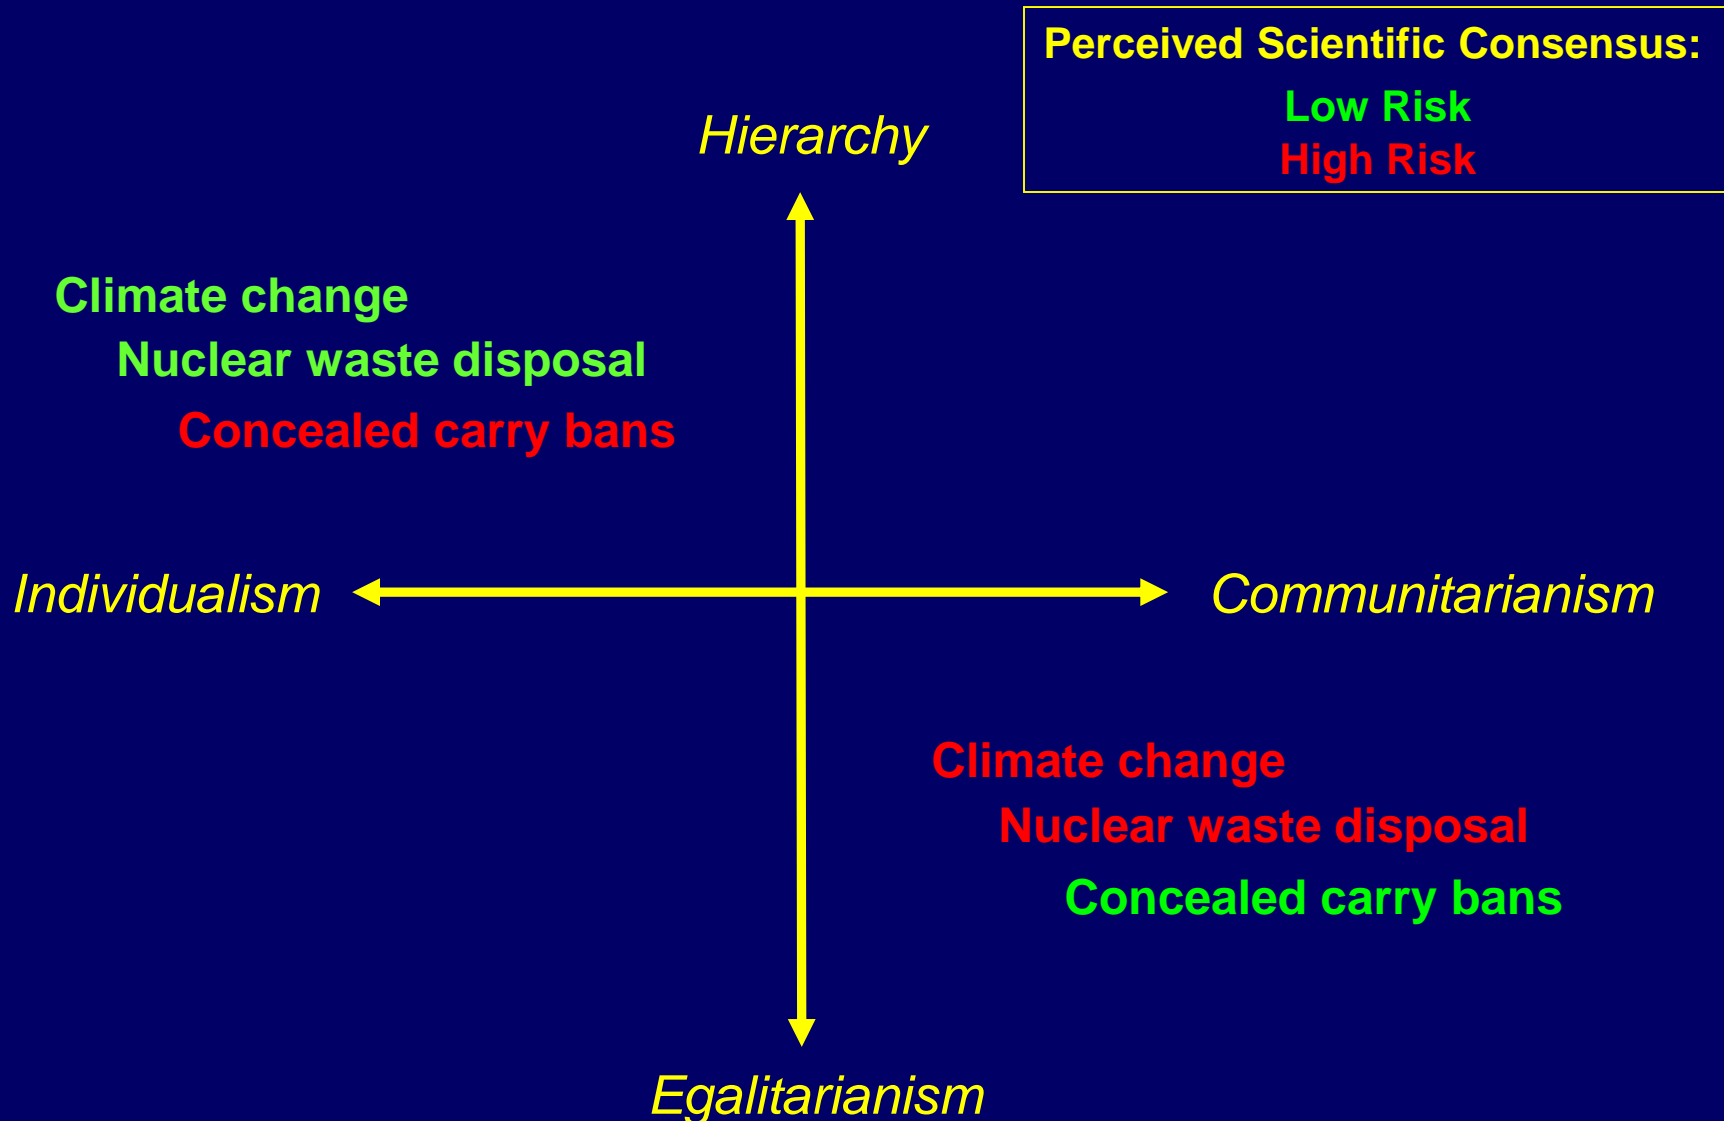 Perceived Scientific Consensus:
Low Risk
High Risk
Hierarchy
Climate change
Nuclear waste disposal
Concealed carry bans
Individualism
Communitarianism
Climate change
Nuclear waste disposal
Concealed carry bans
Egalitarianism